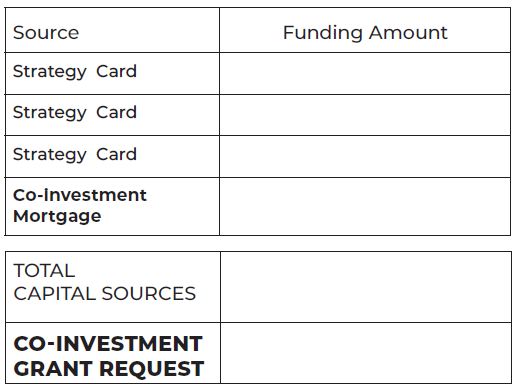 Source Funding Amount
Strategy Card
Strategy Card
Strategy Card
Co-investment
Mortgage
TOTAL
CAPITAL SOURCES
CO-INVESTMENT
GRANT REQUEST